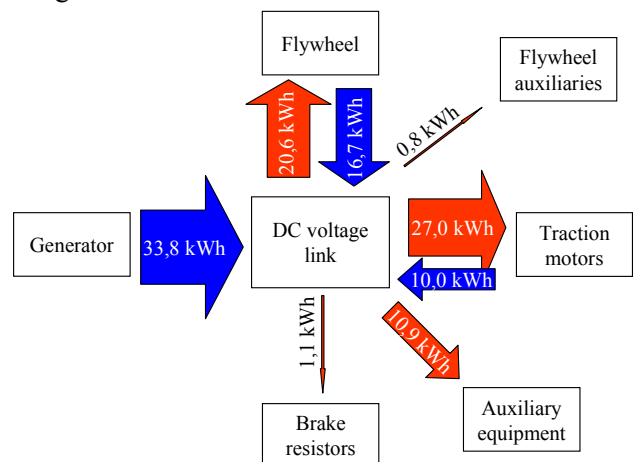 Flywheel
Flywheel
auxiliaries
20,6 kWh
16,7 kWh
0,8 kWh
Generator
33,8 kWh
DC voltage
link
27,0 kWh
10,0 kWh
Traction
motors
1,1 kWh
10,9 kWh
Brake
resistors
Auxiliary
equipment